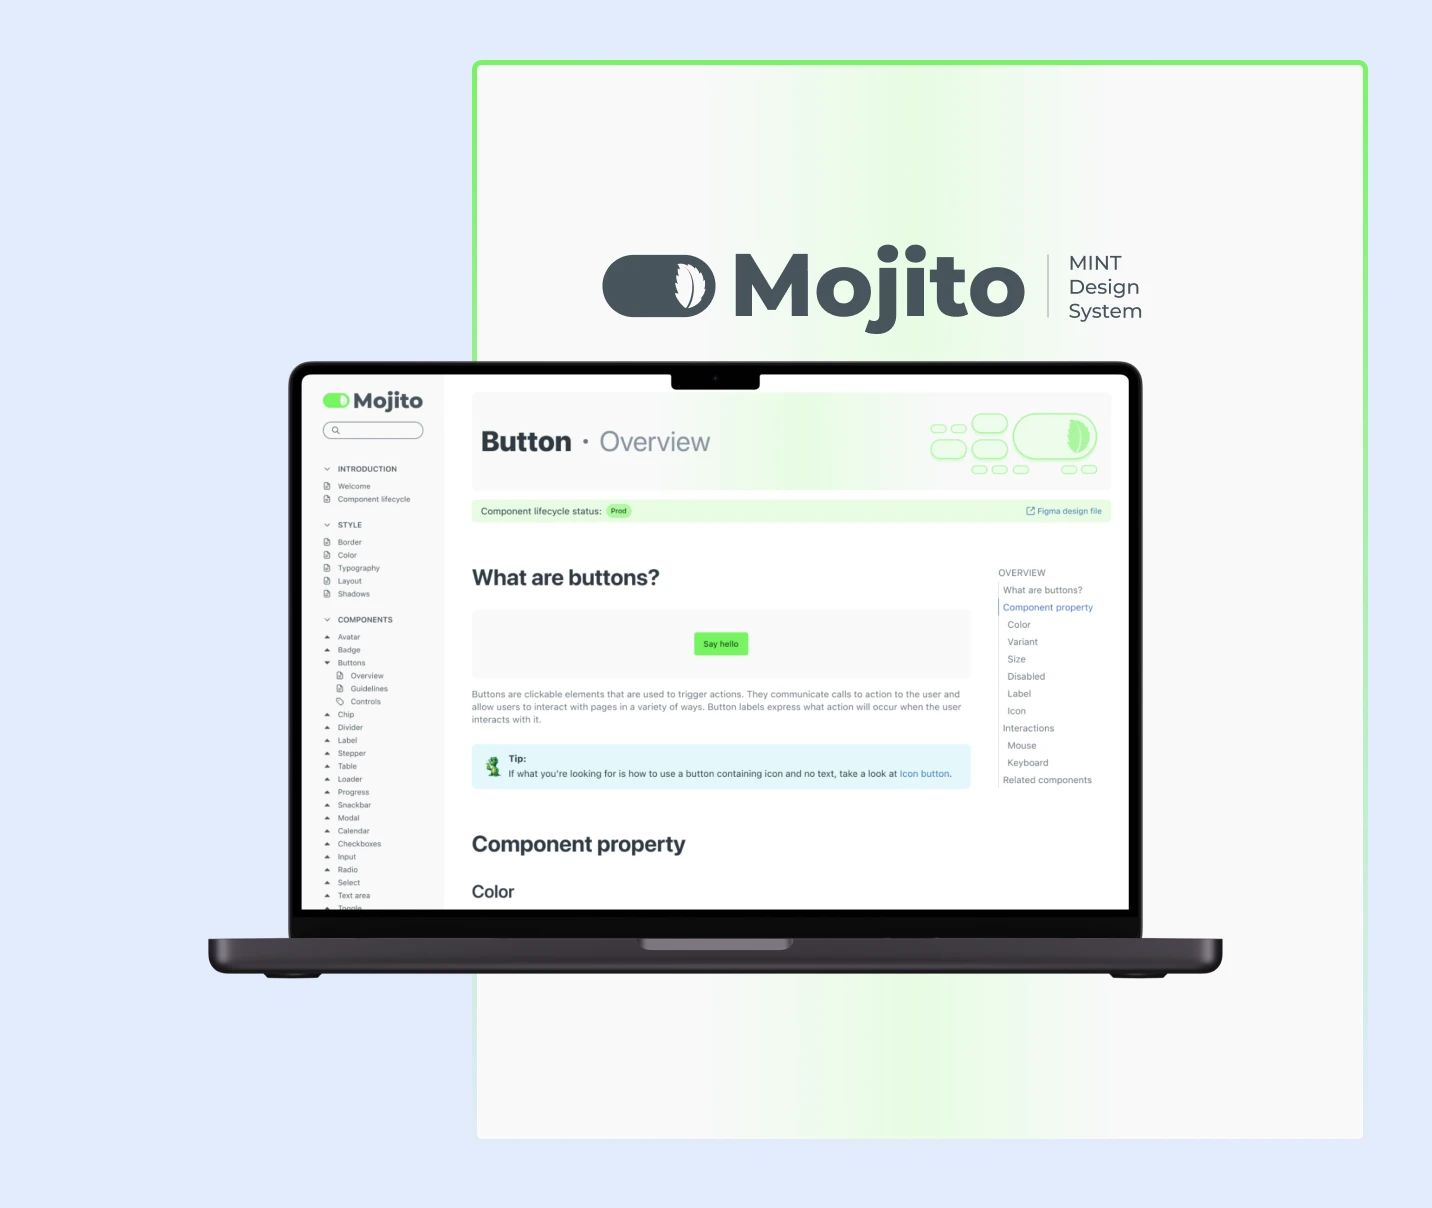 Mojito
MINT
Design
System
Mojito
INTRODUCTION
Welcome
Component lifecycle
STYLE
Border
Color
Typography
Layout
Shadows
COMPONENTS
Avatar
Badge
Buttons
Overview
Guidelines
Controls
Chip
Divider
Label
Stepper
Table
Loader
Progress
Snackbar
Modal
Calendar
Checkboxes
Input
Radio
Select
Text area
Toggle
Button · Overview
Component lifecycle status: Prod
Figma design file
What are buttons?
Say hello
Buttons are clickable elements that are used to trigger actions. They communicate calls to action to the user and
allow users to interact with pages in a variety of ways. Button labels express what action will occur when the user
interacts with it.
Tip:
If what you're looking for is how to use a button containing icon and no text, take a look at Icon button.
Component property
Color
OVERVIEW
What are buttons?
Component property
Color
Variant
Size
Disabled
Label
Icon
Interactions
Mouse
Keyboard
Related components